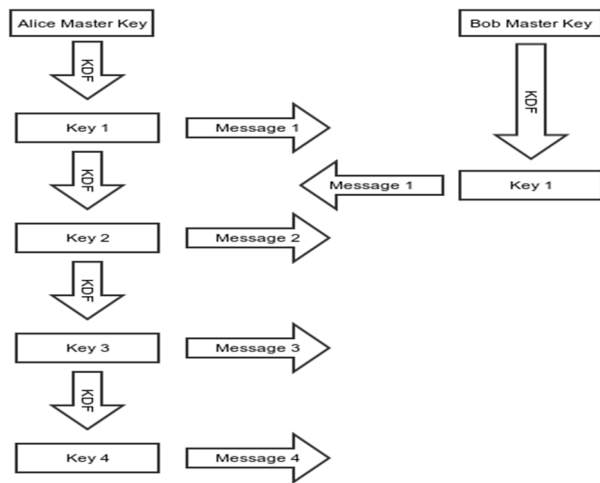 Alice Master Key
Bob Master Key
KDF
KDF
Key 1
Message 1
KDF
Message 1
Key 1
Key 2
Message 2
KDF
Key 3
Message 3
KDF
Key 4
Message 4